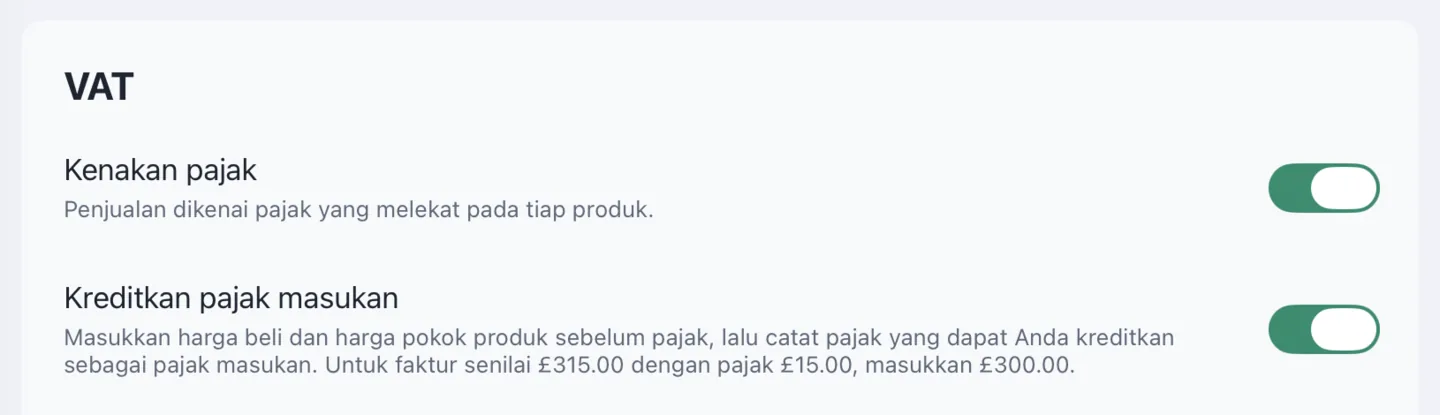 VAT
Kenakan pajak
Penjualan dikenai pajak yang melekat pada tiap produk.
Kreditkan pajak masukan
Masukkan harga beli dan harga pokok produk sebelum pajak, lalu catat pajak yang dapat Anda kreditkan
sebagai pajak masukan. Untuk faktur senilai £315.00 dengan pajak £15.00, masukkan £300.00.